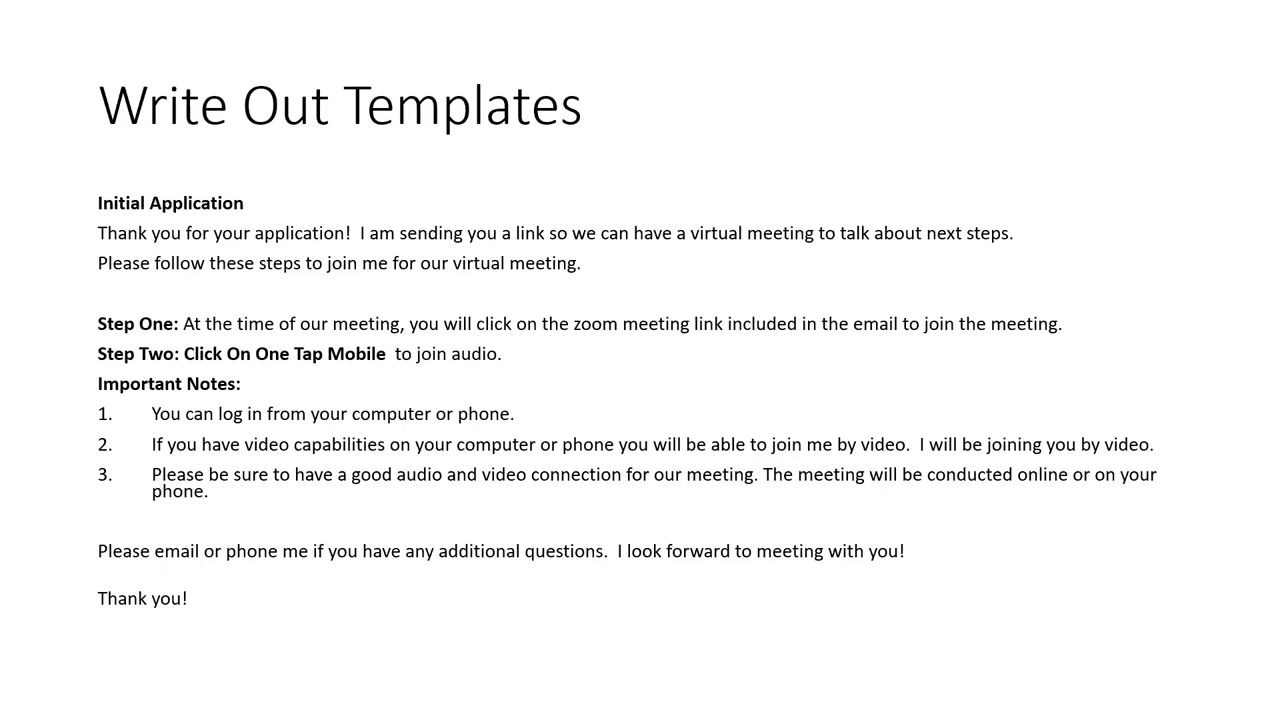 Write Out Templates
Initial Application
Thank you for your application!  I am sending you a link so we can have a virtual meeting to talk about next steps.
Please follow these steps to join me for our virtual meeting.
Step One: At the time of our meeting, you will click on the zoom meeting link included in the email to join the meeting.
Step Two: Click On One Tap Mobile  to join audio.
Important Notes:
1. You can log in from your computer or phone.
2. If you have video capabilities on your computer or phone you will be able to join me by video.  I will be joining you by video.
3. Please be sure to have a good audio and video connection for our meeting. The meeting will be conducted online or on your
phone.
Please email or phone me if you have any additional questions.  I look forward to meeting with you!
Thank you!